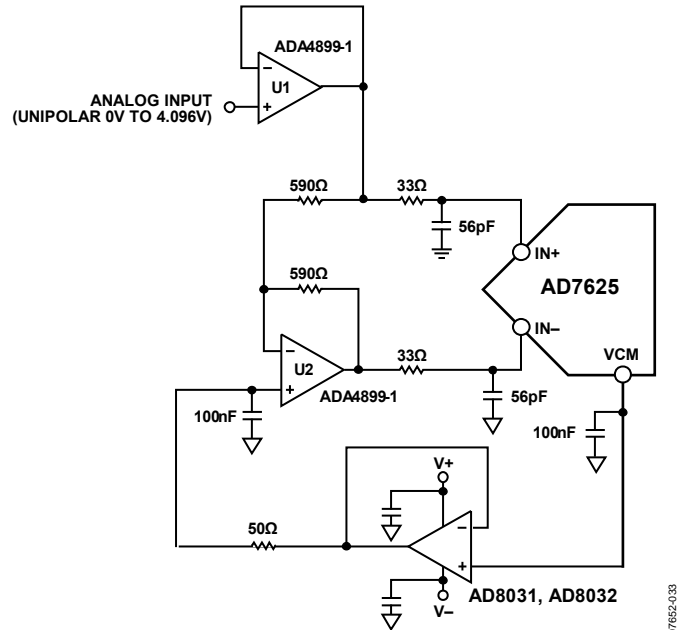 ADA4899-1
–
U1
+
ANALOG INPUT
(UNIPOLAR 0V TO 4.096V)
590Ω
33Ω
56pF
IN+
590Ω
AD7625
IN–
–
U2
+
33Ω
VCM
ADA4899-1
56pF
100nF
100nF
V+
50Ω
–
+
AD8031, AD8032
V–
07652-033